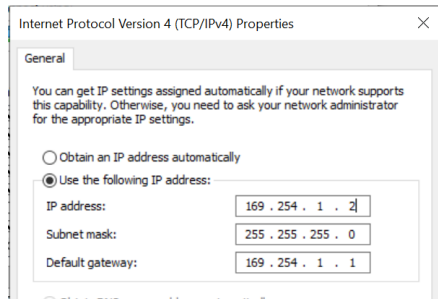 Internet Protocol Version 4 (TCP/IPv4) Properties
General
You can get IP settings assigned automatically if your network supports
this capability. Otherwise, you need to ask your network administrator
for the appropriate IP settings.
Obtain an IP address automatically
Use the following IP address:
IP address: 169 . 254 . 1 . 2
Subnet mask: 255 . 255 . 255 . 0
Default gateway: 169 . 254 . 1 . 1